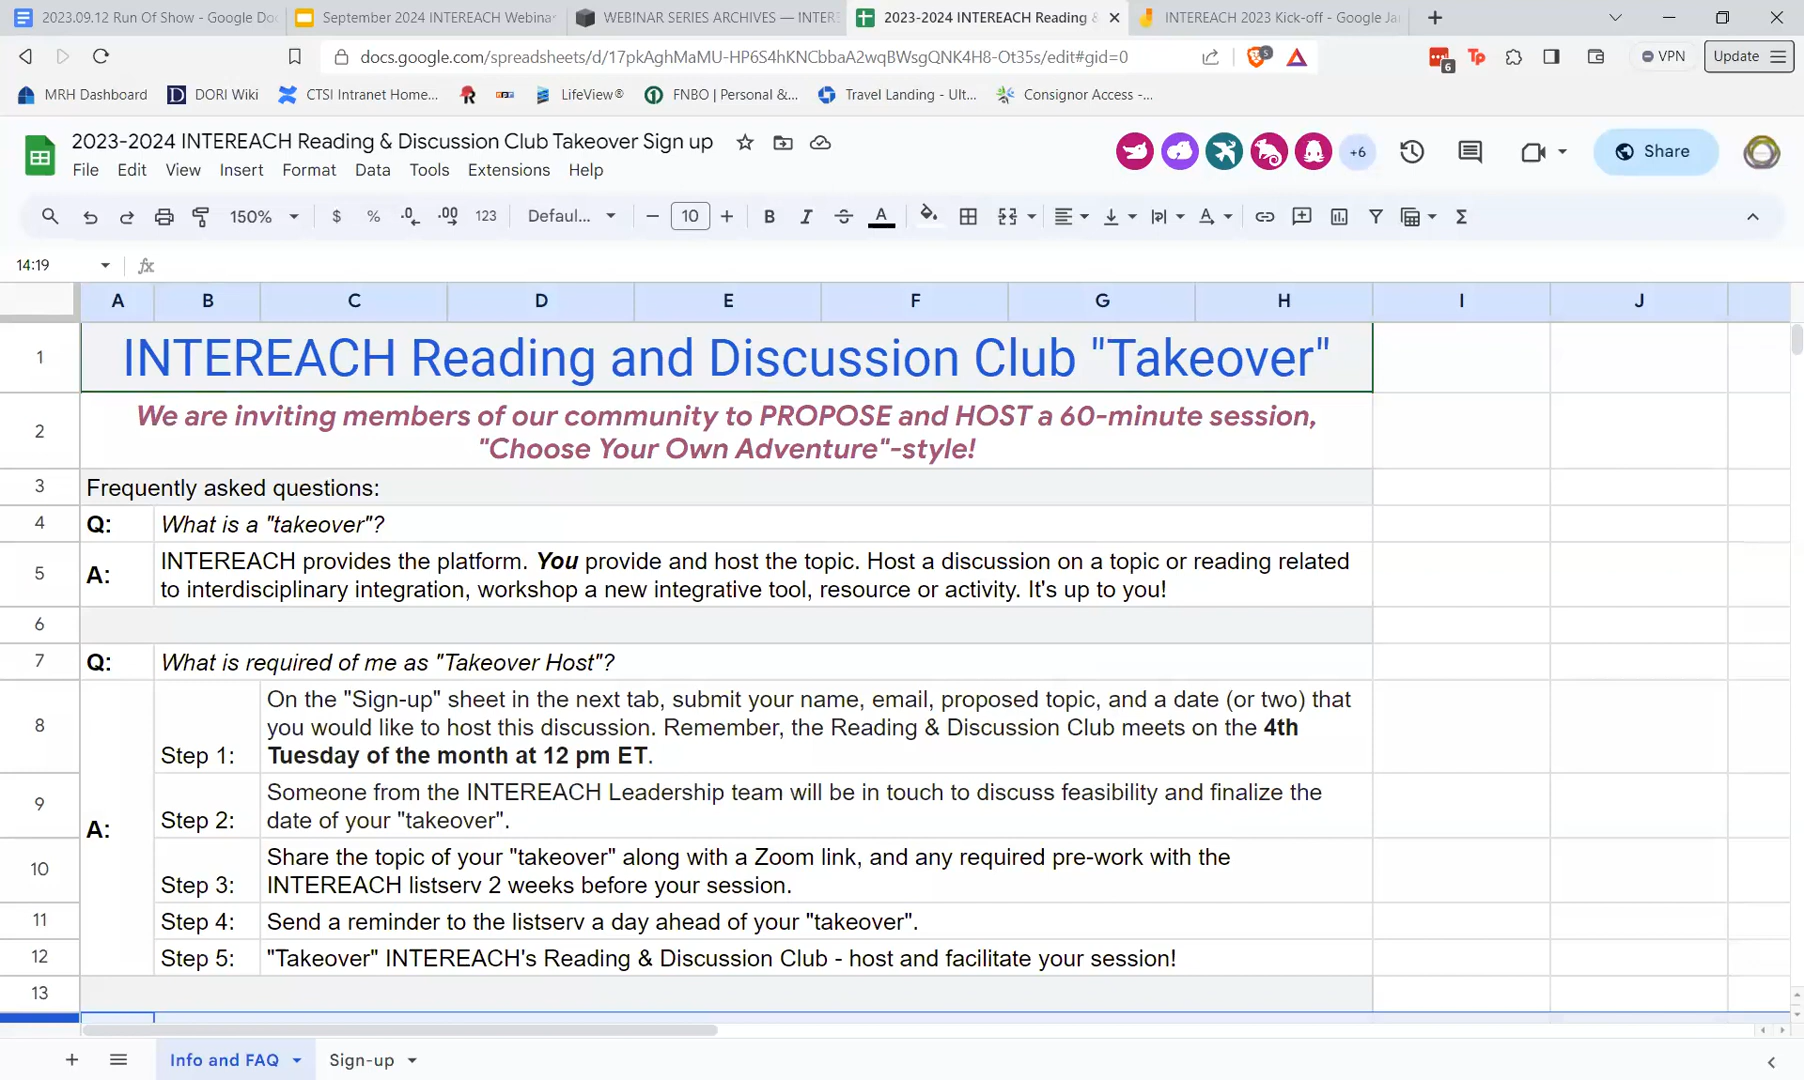 2023.09.12 Run Of Show - Google Do
September 2024 INTEREACH Webina
WEBINAR SERIES ARCHIVES — INTER
2023-2024 INTEREACH Reading &
INTEREACH 2023 Kick-off - Google Ja
docs.google.com/spreadsheets/d/17pkAghMaMU-HP6S4hKNCbbaA2wqBWsgQNK4H8-Ot35s/edit#gid=0
5
6
Tp
VPN
Update
MRH Dashboard
DORI Wiki
CTSI Intranet Home...
LifeView®
FNBO | Personal &...
Travel Landing - Ult...
Consignor Access -...
2023-2024 INTEREACH Reading & Discussion Club Takeover Sign up
+6
Share
File Edit View Insert Format Data Tools Extensions Help
150% $ % .0 .00 123 Defaul... 10 B I A
14:19 fx
A B C D E F G H I J
1 INTEREACH Reading and Discussion Club "Takeover"
2 We are inviting members of our community to PROPOSE and HOST a 60-minute session,
"Choose Your Own Adventure"-style!
3 Frequently asked questions:
4 Q: What is a "takeover"?
5 A: INTEREACH provides the platform. You provide and host the topic. Host a discussion on a topic or reading related
to interdisciplinary integration, workshop a new integrative tool, resource or activity. It's up to you!
6
7 Q: What is required of me as "Takeover Host"?
8 Step 1: On the "Sign-up" sheet in the next tab, submit your name, email, proposed topic, and a date (or two) that
you would like to host this discussion. Remember, the Reading & Discussion Club meets on the 4th
Tuesday of the month at 12 pm ET.
9 A: Step 2: Someone from the INTEREACH Leadership team will be in touch to discuss feasibility and finalize the
date of your "takeover".
10 Step 3: Share the topic of your "takeover" along with a Zoom link, and any required pre-work with the
INTEREACH listserv 2 weeks before your session.
11 Step 4: Send a reminder to the listserv a day ahead of your "takeover".
12 Step 5: "Takeover" INTEREACH's Reading & Discussion Club - host and facilitate your session!
13
Info and FAQ
Sign-up